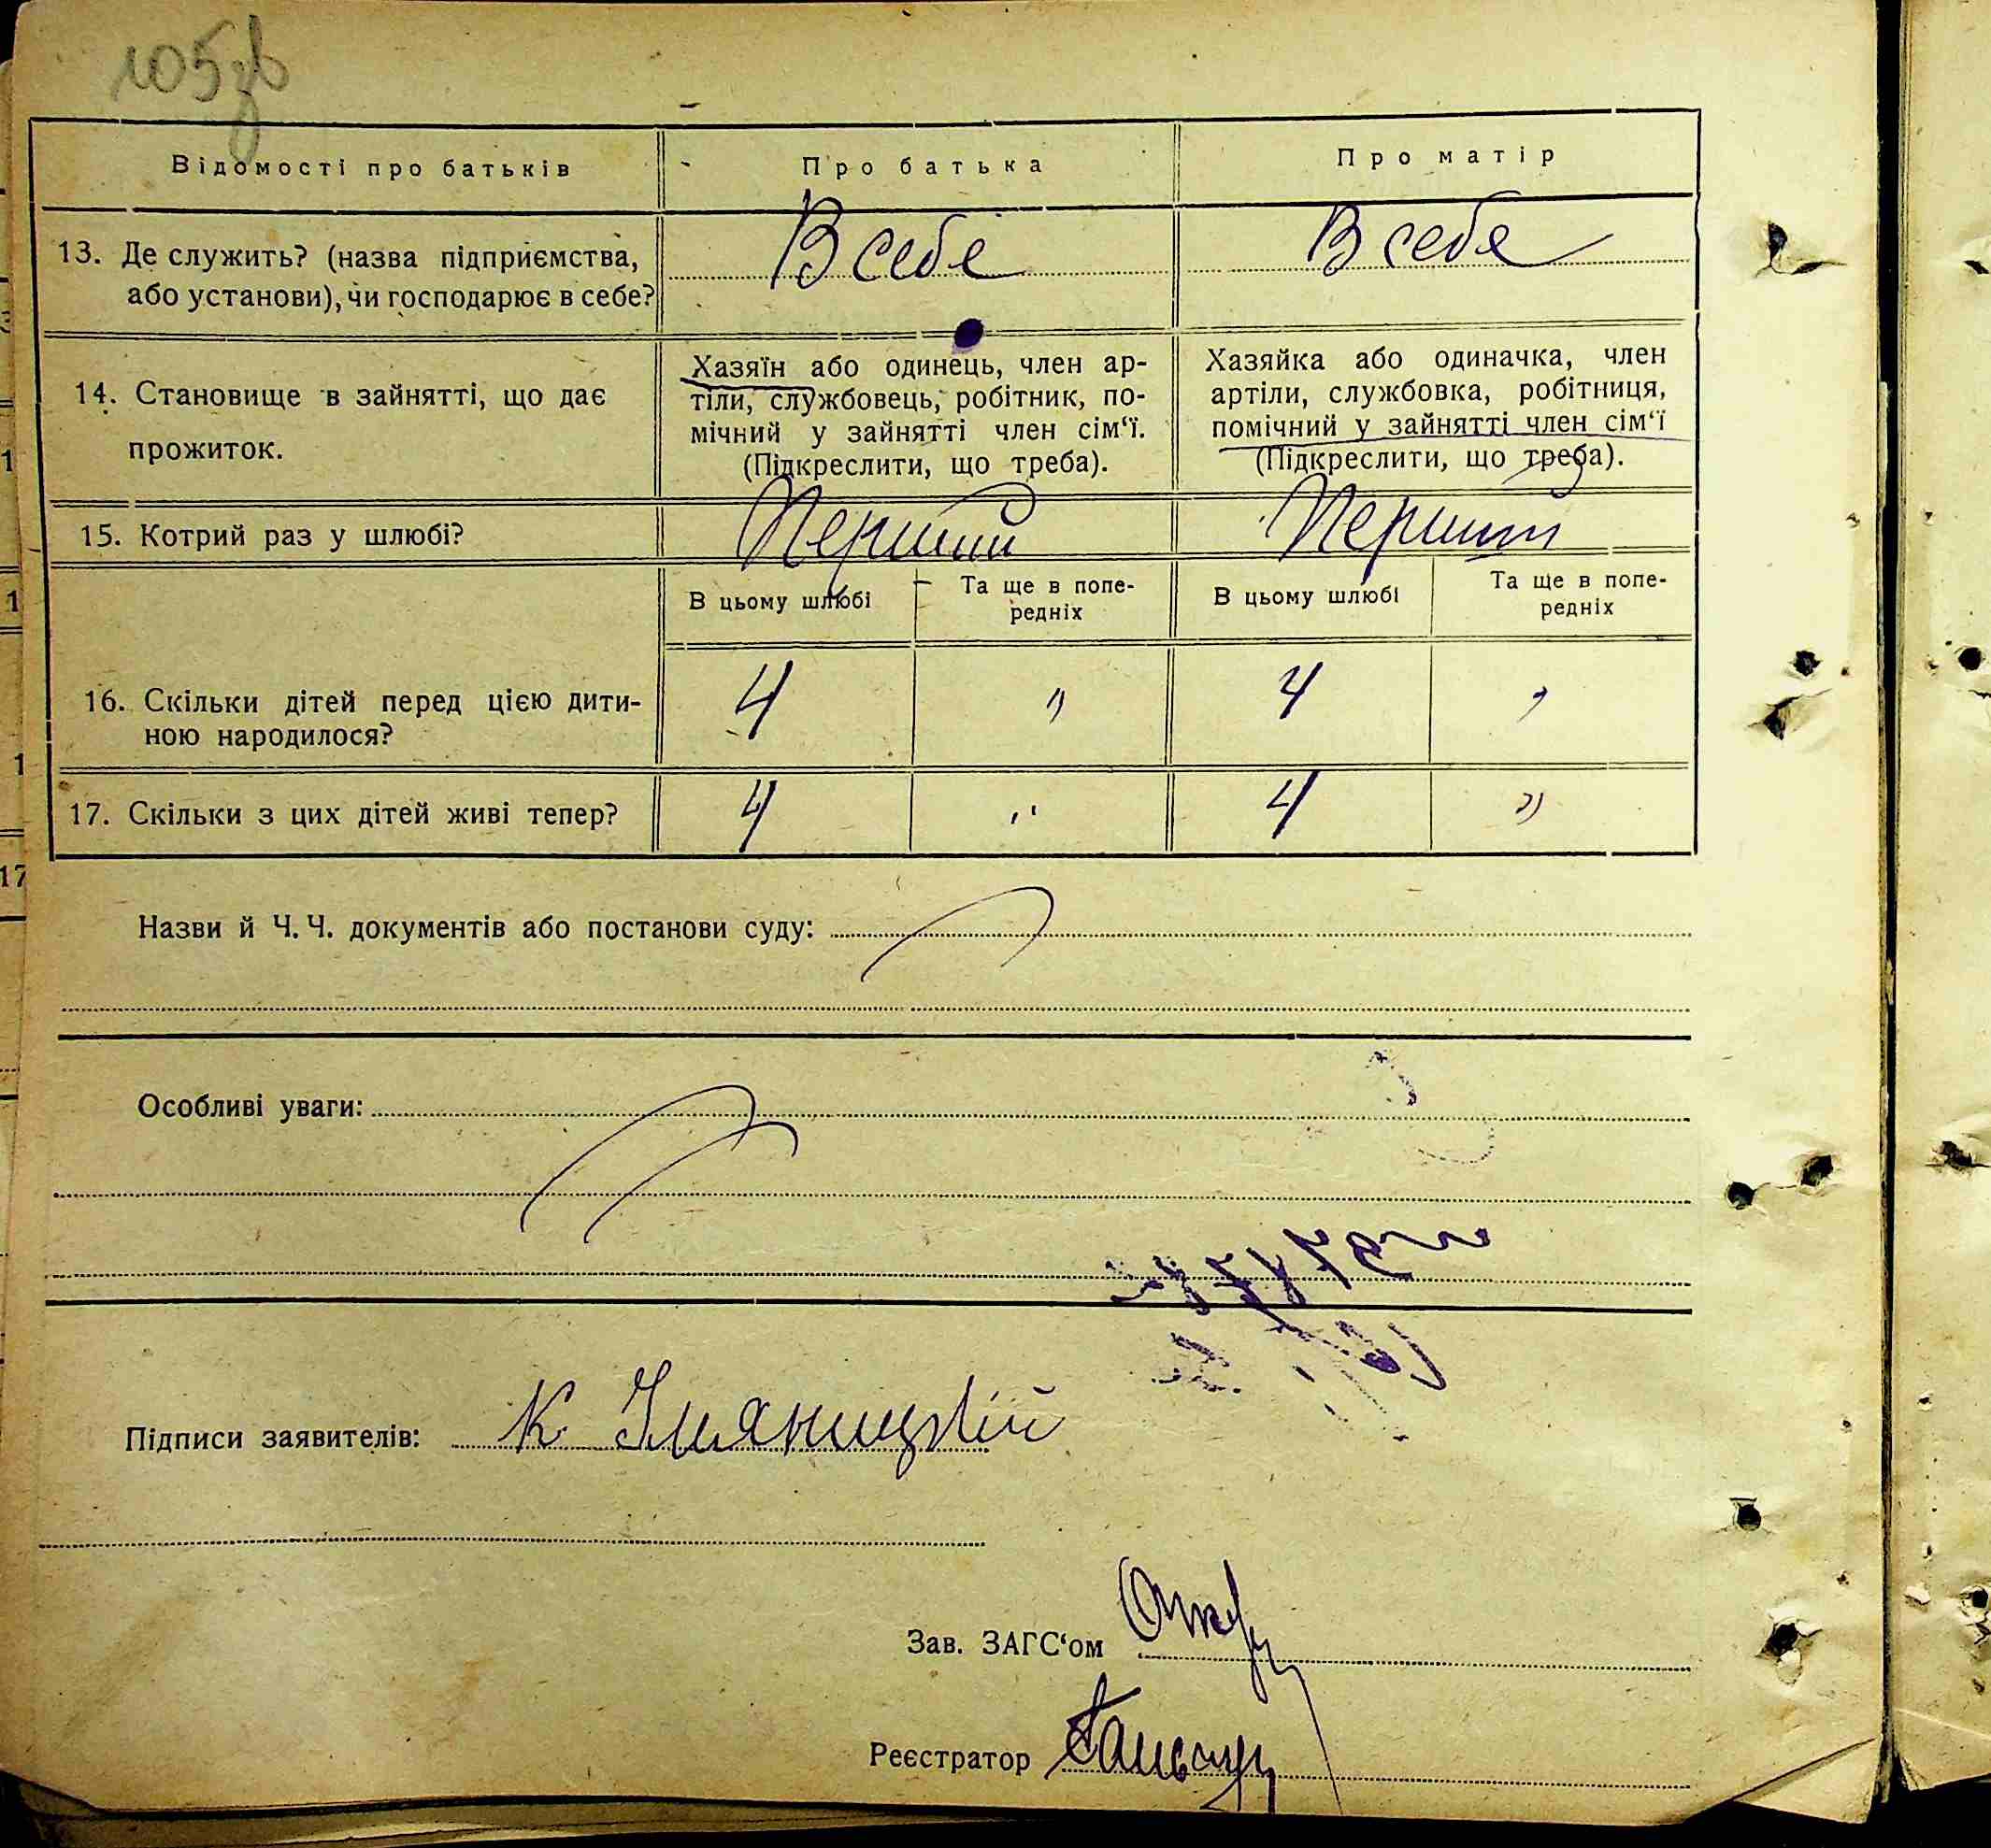 105зв
Відомості про батьків
Про батька
Про матір
13. Де служить? (назва підприємства,
або установи), чи господарює в себе?
В себе
В себе
14. Становище в зайнятті, що дає
прожиток.
Хазяїн або одинець, член ар-
тіли, службовець, робітник, по-
мічний у зайнятті член сім‘ї.
(Підкреслити, що треба).
Хазяйка або одиначка, член
артіли, службовка, робітниця,
помічний у зайнятті член сім‘ї
(Підкреслити, що треба).
15. Котрий раз у шлюбі?
Перший
Перший
В цьому шлюбі
Та ще в попе-
редніх
В цьому шлюбі
Та ще в попе-
редніх
16. Скільки дітей перед цією дити-
ною народилося?
4
"
4
"
17. Скільки з цих дітей живі тепер?
4
"
4
"
Назви й Ч. Ч. документів або постанови суду:
Особливі уваги:
Підписи заявителів: К
Зав. ЗАГС‘ом
Реєстратор